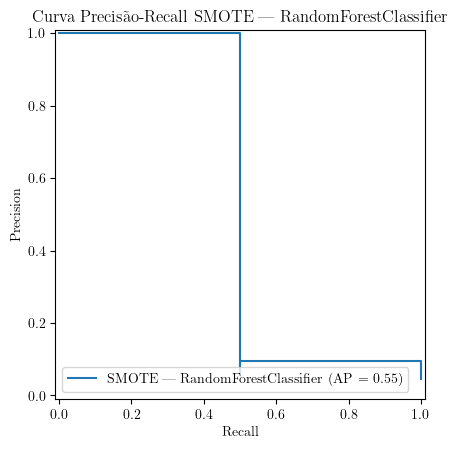 Curva Precisão-Recall SMOTE — RandomForestClassifier
1.0
0.8
0.6
0.4
0.2
0.0
Precision
SMOTE — RandomForestClassifier (AP = 0.55)
0.0 0.2 0.4 0.6 0.8 1.0
Recall